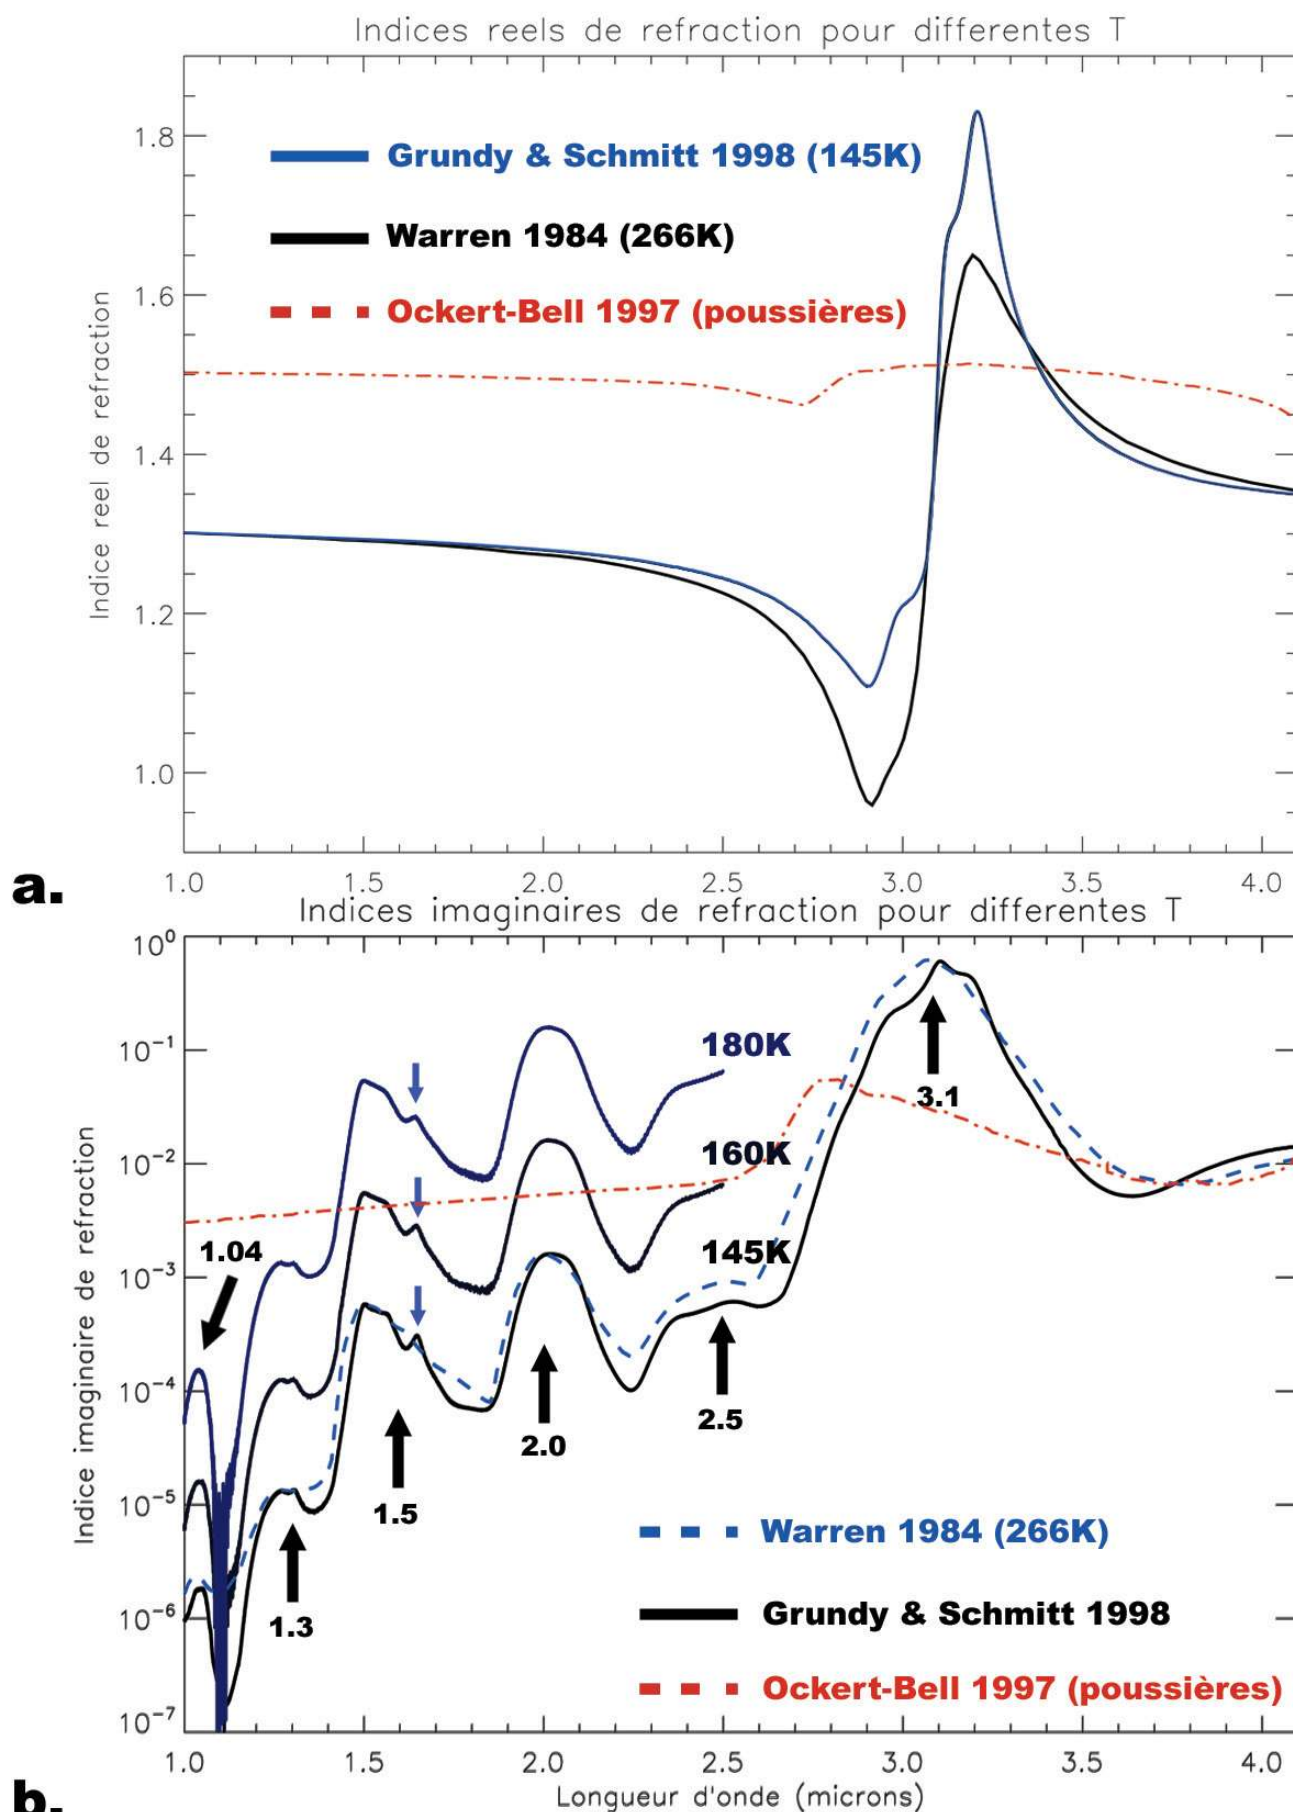 Indices reels de refraction pour differentes T
Indice reel de refraction
1.8
1.6
1.4
1.2
1.0
Grundy & Schmitt 1998 (145K)
Warren 1984 (266K)
Ockert-Bell 1997 (poussières)
a.
1.0 1.5 2.0 2.5 3.0 3.5 4.0
Indices imaginaires de refraction pour differentes T
Indice imaginaire de refraction
10⁰
10⁻¹
10⁻²
10⁻³
10⁻⁴
10⁻⁵
10⁻⁶
10⁻⁷
180K
3.1
160K
1.04
145K
2.5
2.0
1.5
1.3
Warren 1984 (266K)
Grundy & Schmitt 1998
Ockert-Bell 1997 (poussières)
1.0 1.5 2.0 2.5 3.0 3.5 4.0
Longueur d'onde (microns)
b.